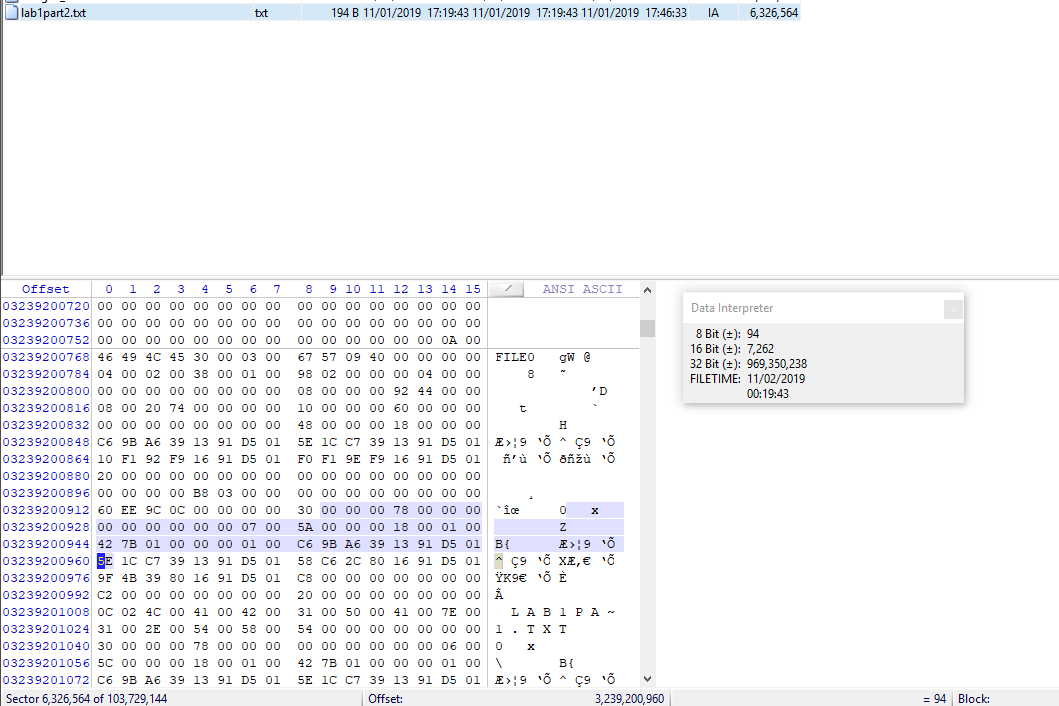 lab1part2.txt txt 194 B 11/01/2019 17:19:43 11/01/2019 17:19:43 11/01/2019 17:46:33 IA 6,326,564
Offset 0 1 2 3 4 5 6 7 8 9 10 11 12 13 14 15 ANSI ASCII
03239200720 00 00 00 00 00 00 00 00 00 00 00 00 00 00 00 00
03239200736 00 00 00 00 00 00 00 00 00 00 00 00 00 00 00 00
03239200752 00 00 00 00 00 00 00 00 00 00 00 00 00 00 0A 00
03239200768 46 49 4C 45 30 00 03 00 67 57 09 40 00 00 00 00 FILE0 gW @
03239200784 04 00 02 00 38 00 01 00 98 02 00 00 00 04 00 00 8 ˜
03239200800 00 00 00 00 00 00 00 00 08 00 00 00 92 44 00 00 ’D
03239200816 08 00 20 74 00 00 00 00 10 00 00 00 60 00 00 00 t `
03239200832 00 00 00 00 00 00 00 00 48 00 00 00 18 00 00 00 H
03239200848 C6 9B A6 39 13 91 D5 01 5E 1C C7 39 13 91 D5 01 Æ›¦9 ‘Õ ^ Ç9 ‘Õ
03239200864 10 F1 92 F9 16 91 D5 01 F0 F1 9E F9 16 91 D5 01 ñ’ù ‘Õ ðñžù ‘Õ
03239200880 20 00 00 00 00 00 00 00 00 00 00 00 00 00 00 00
03239200896 00 00 00 00 B8 03 00 00 00 00 00 00 00 00 00 00 ¸
03239200912 60 EE 9C 0C 00 00 00 00 30 00 00 00 78 00 00 00 `îœ 0 x
03239200928 00 00 00 00 00 00 07 00 5A 00 00 00 18 00 01 00 Z
03239200944 42 7B 01 00 00 00 01 00 C6 9B A6 39 13 91 D5 01 B{ Æ›¦9 ‘Õ
03239200960 5E 1C C7 39 13 91 D5 01 58 C6 2C 80 16 91 D5 01 ^ Ç9 ‘Õ XÆ,€ ‘Õ
03239200976 9F 4B 39 80 16 91 D5 01 C8 00 00 00 00 00 00 00 ŸK9€ ‘Õ È
03239200992 C2 00 00 00 00 00 00 00 20 00 00 00 00 00 00 00 Â
03239201008 0C 02 4C 00 41 00 42 00 31 00 50 00 41 00 7E 00 L A B 1 P A ~
03239201024 31 00 2E 00 54 00 58 00 54 00 00 00 00 00 00 00 1 . T X T
03239201040 30 00 00 00 78 00 00 00 00 00 00 00 00 00 06 00 0 x
03239201056 5C 00 00 00 18 00 01 00 42 7B 01 00 00 00 01 00 \ B{
03239201072 C6 9B A6 39 13 91 D5 01 5E 1C C7 39 13 91 D5 01 Æ›¦9 ‘Õ ^ Ç9 ‘Õ
Data Interpreter
8 Bit (±): 94
16 Bit (±): 7,262
32 Bit (±): 969,350,238
FILETIME: 11/02/2019
00:19:43
Sector 6,326,564 of 103,729,144 Offset: 3,239,200,960 = 94 Block: